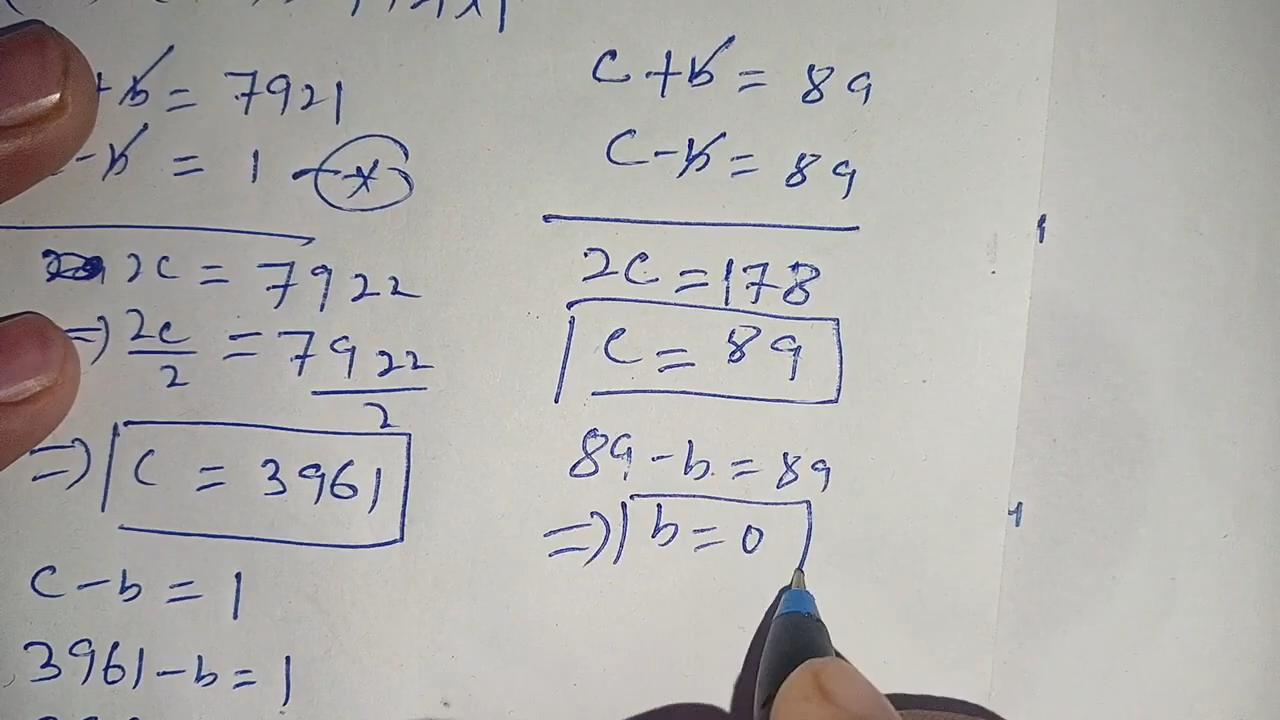 +b = 7921
-b = 1 -*
2c = 7922
⇒ 2c/2 = 7922/2
⇒ c = 3961
c - b = 1
3961 - b = 1
c + b = 89
c - b = 89
2c = 178
c = 89
89 - b = 89
⇒ b = 0